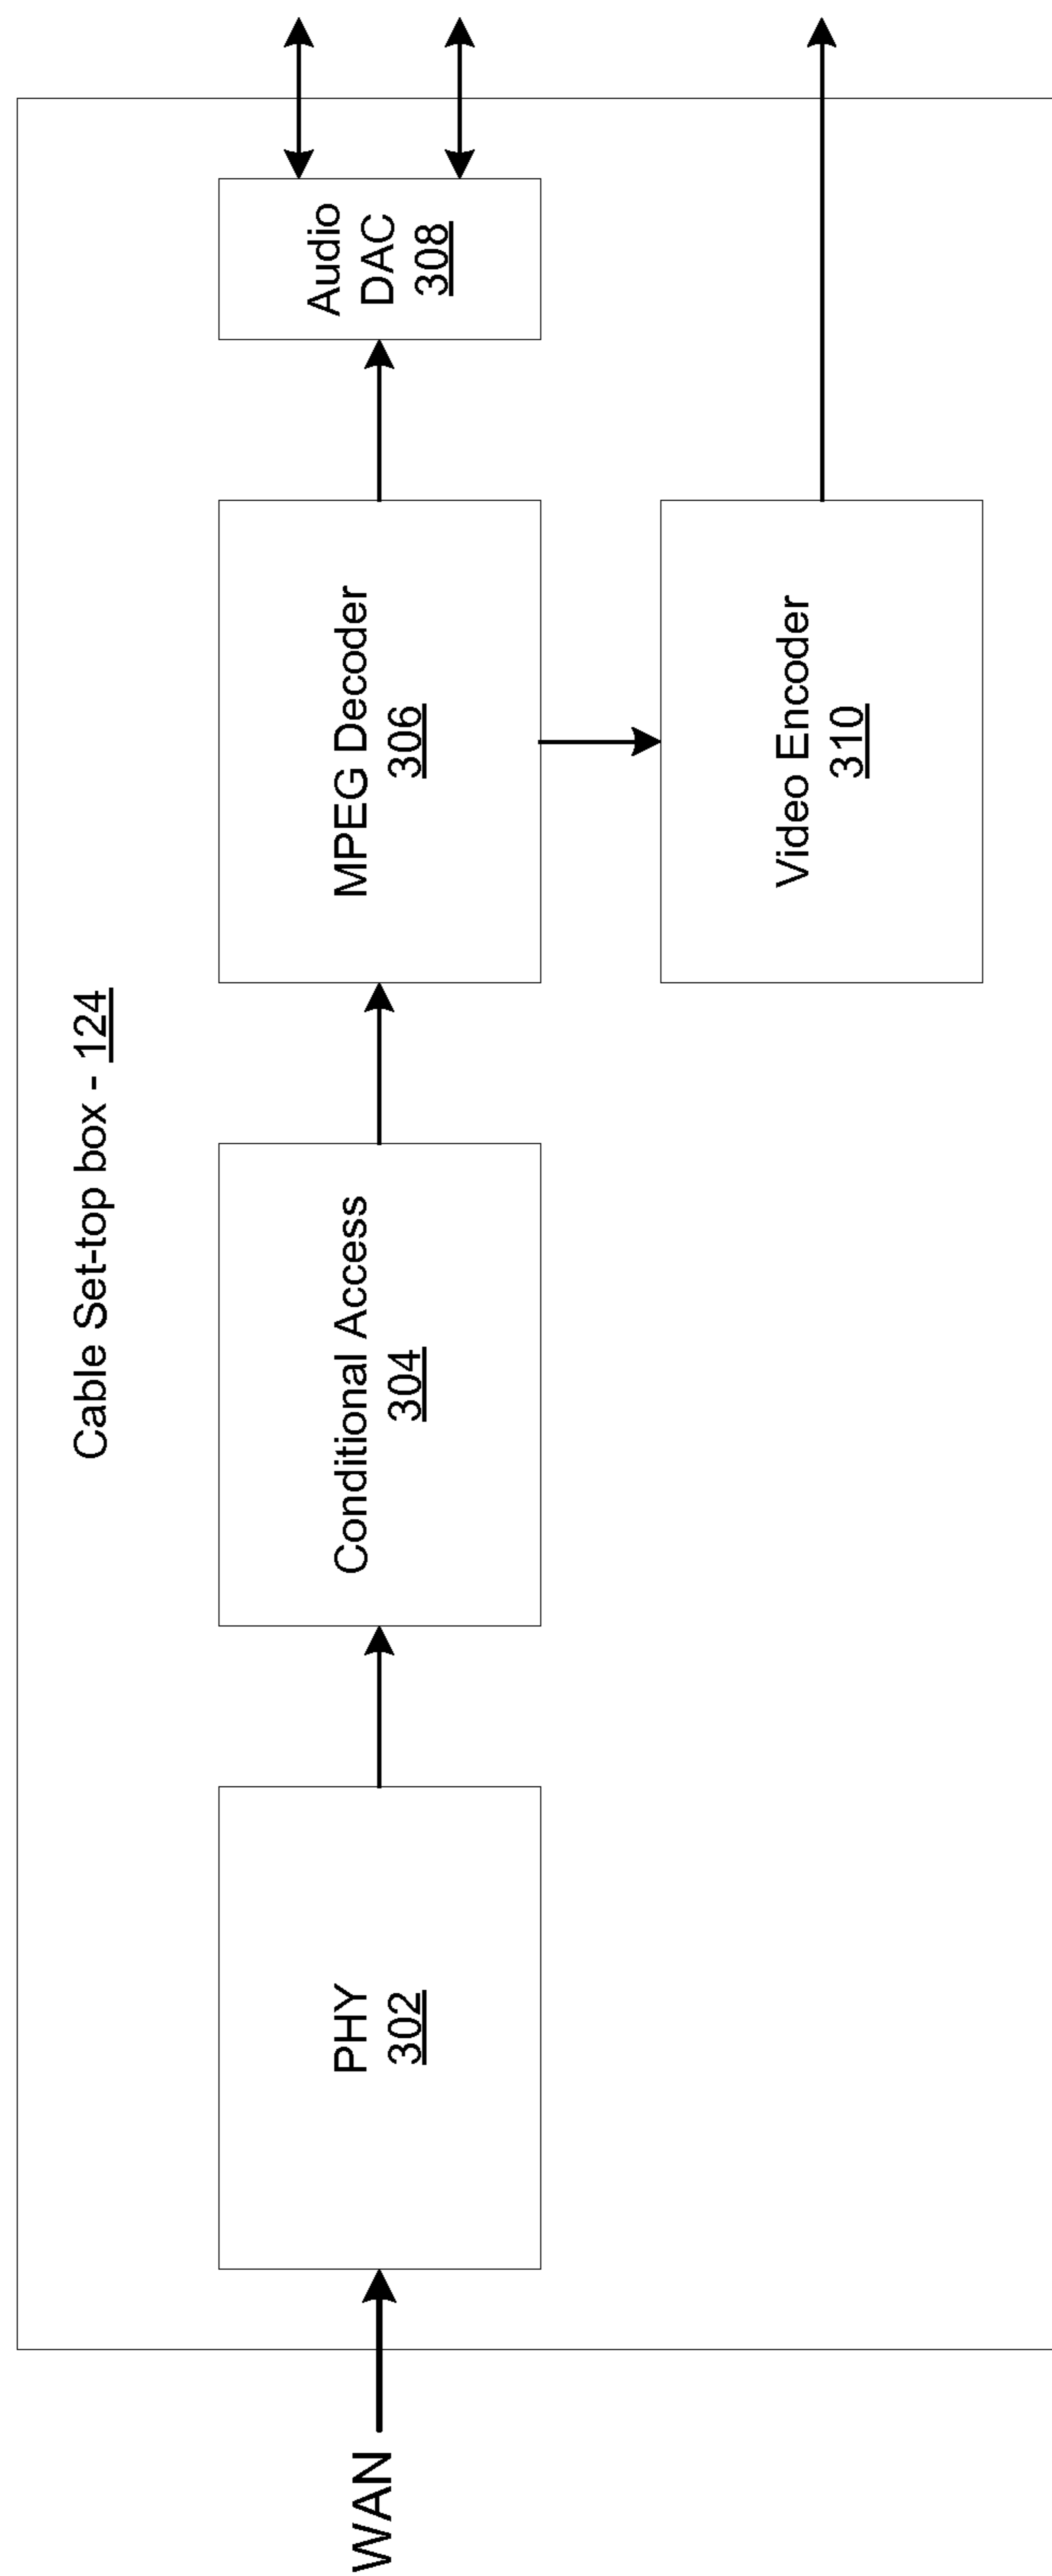 Cable Set-top box - 124
WAN
PHY
302
Conditional Access
304
MPEG Decoder
306
Audio
DAC
308
Video Encoder
310